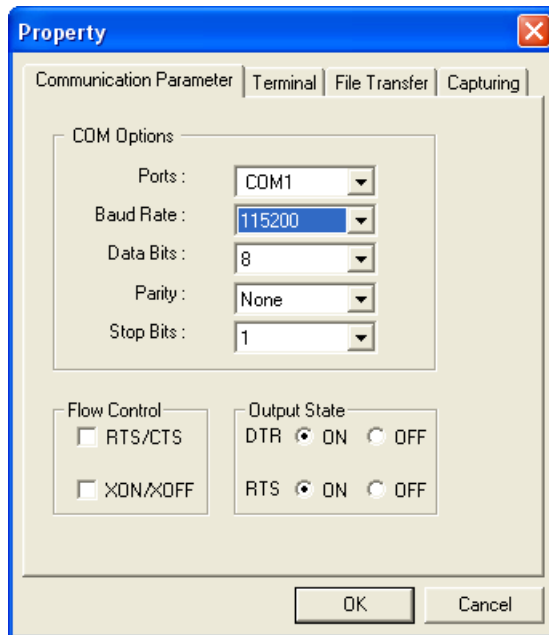 Property
Communication Parameter Terminal File Transfer Capturing
COM Options
Ports : COM1
Baud Rate : 115200
Data Bits : 8
Parity : None
Stop Bits : 1
Flow Control Output State
RTS/CTS DTR ON OFF
XON/XOFF RTS ON OFF
OK Cancel